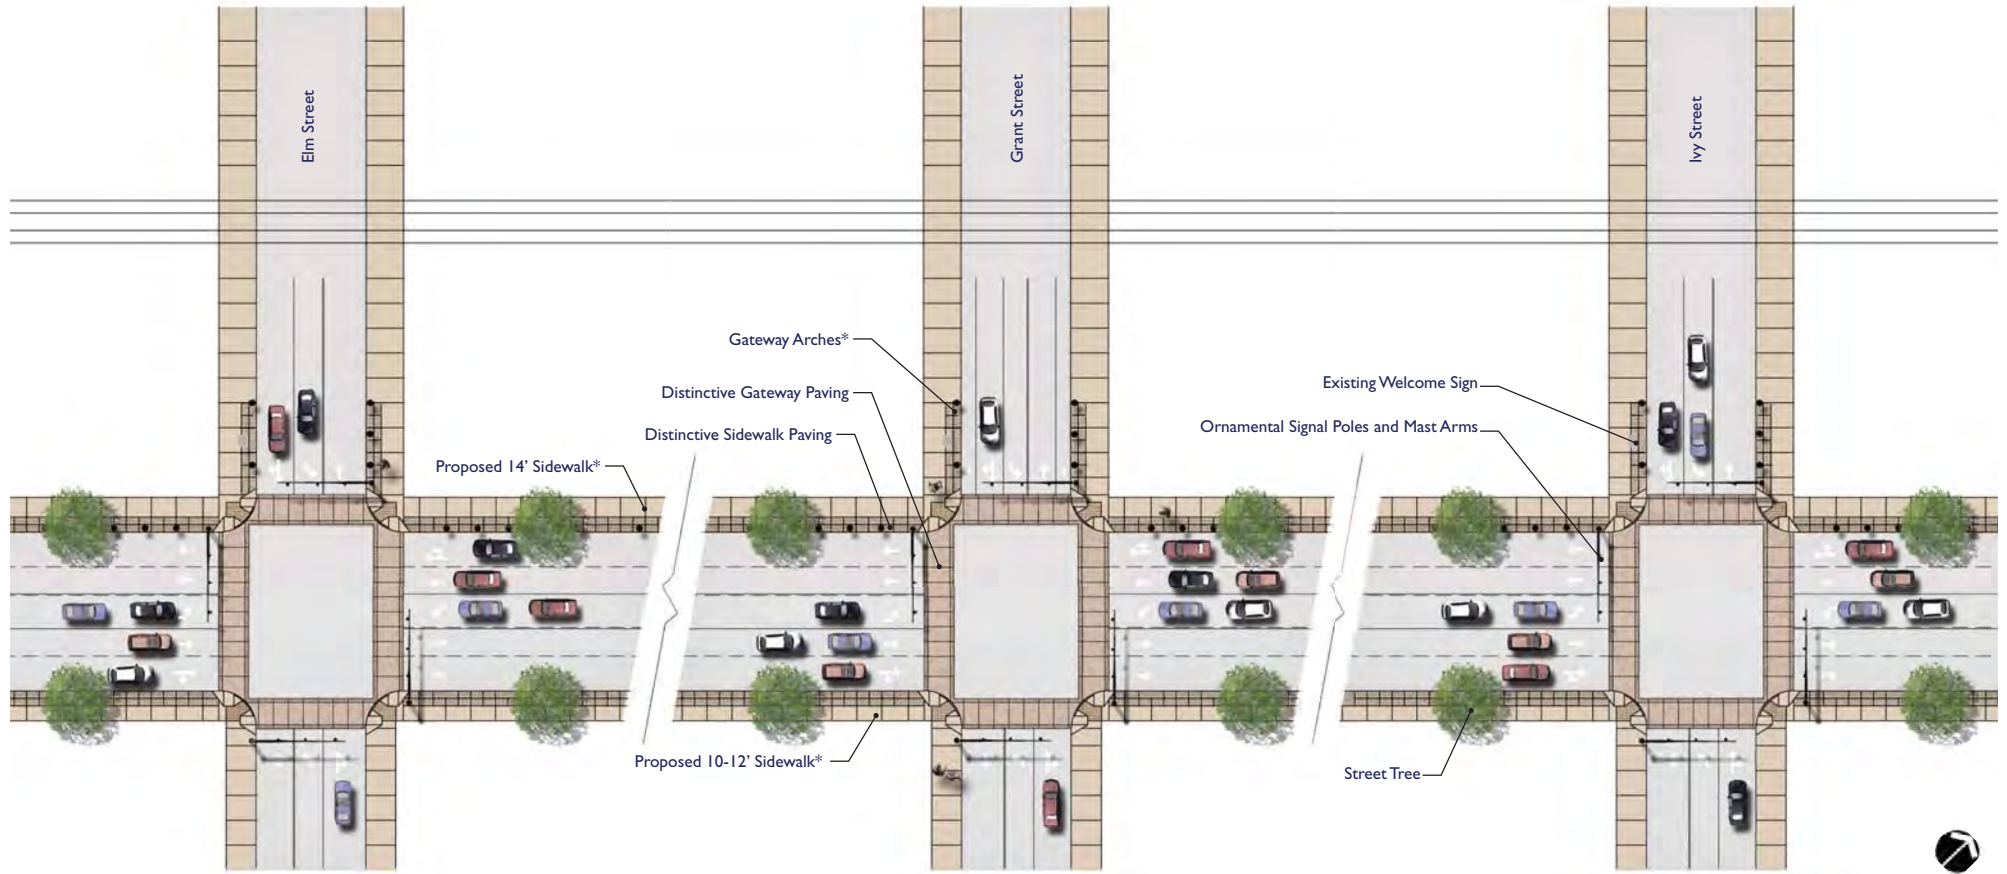 Elm Street
Grant Street
Ivy Street
Gateway Arches*
Distinctive Gateway Paving
Distinctive Sidewalk Paving
Proposed 14' Sidewalk*
Existing Welcome Sign
Ornamental Signal Poles and Mast Arms
Proposed 10-12' Sidewalk*
Street Tree